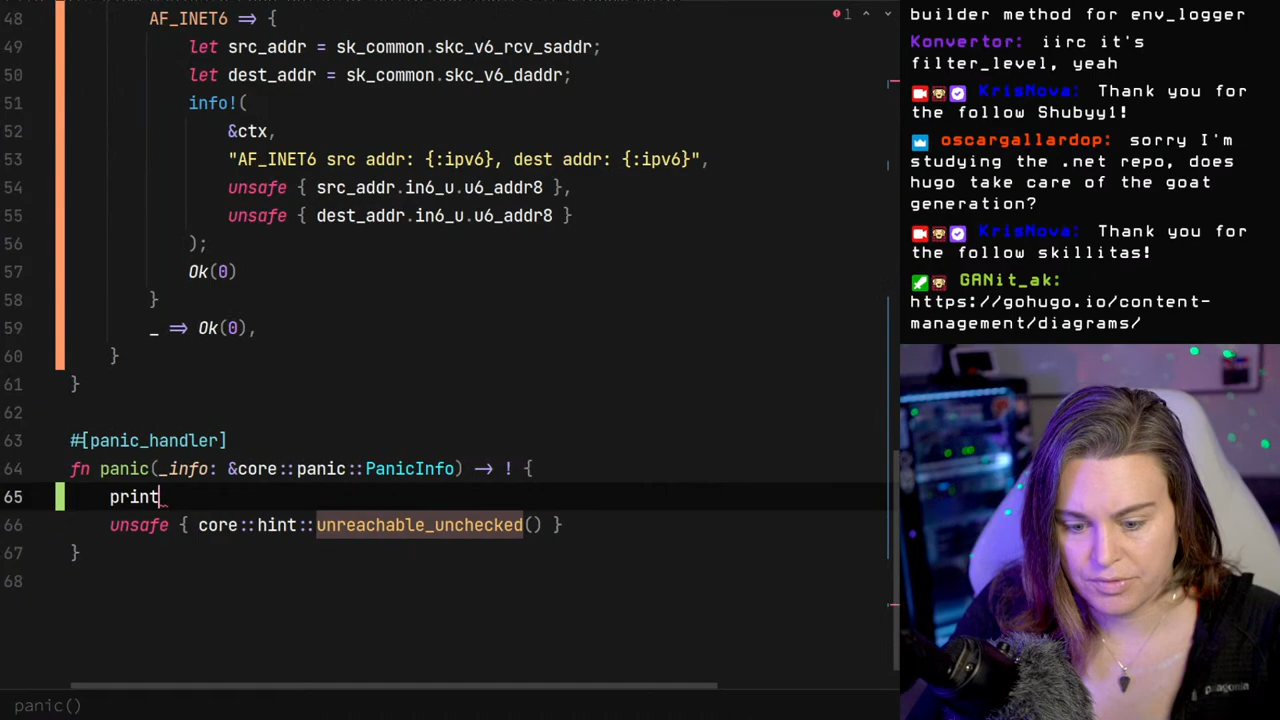 48 AF_INET6 => {
49 let src_addr = sk_common.skc_v6_rcv_saddr;
50 let dest_addr = sk_common.skc_v6_daddr;
51 info!(
52 &ctx,
53 "AF_INET6 src addr: {:ipv6}, dest addr: {:ipv6}",
54 unsafe { src_addr.in6_u.u6_addr8 },
55 unsafe { dest_addr.in6_u.u6_addr8 }
56 );
57 Ok(0)
58 }
59 _ => Ok(0),
60 }
61 }
62
63 #[panic_handler]
64 fn panic(_info: &core::panic::PanicInfo) -> ! {
65 print
66 unsafe { core::hint::unreachable_unchecked() }
67 }
68
panic()
1
builder method for env_logger
Konvertor: iirc it's
filter_level, yeah
KrisNova: Thank you for
the follow Shubyy1!
oscargallardop: sorry I'm
studying the .net repo, does
hugo take care of the goat
generation?
KrisNova: Thank you for
the follow skillitas!
GANit_ak:
https://gohugo.io/content-
management/diagrams/
patagonia